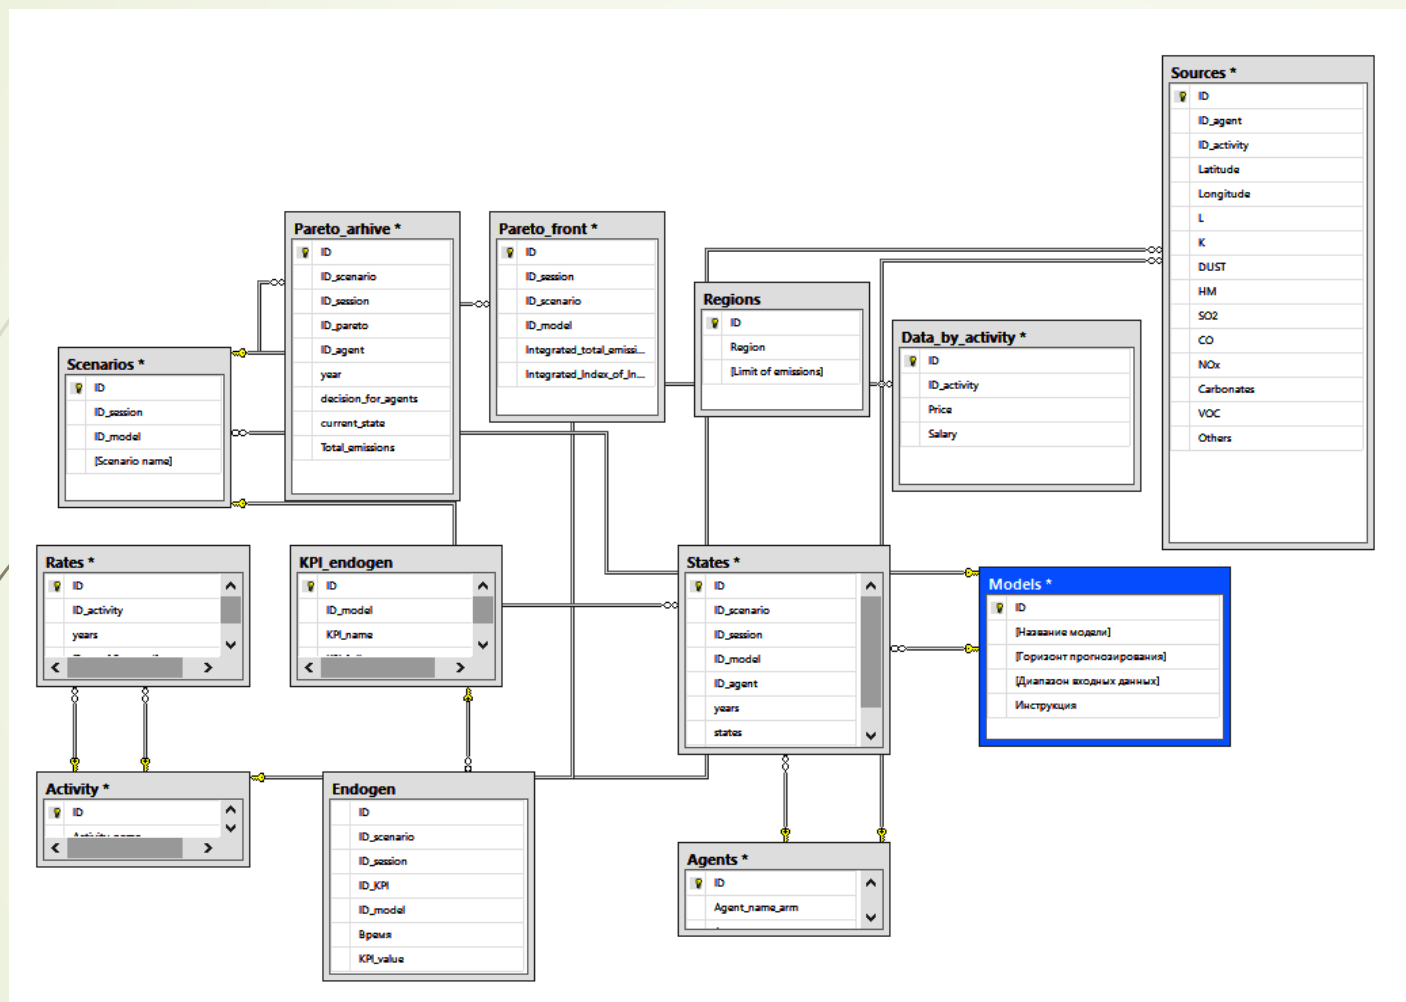 Sources *
ID
ID_agent
ID_activity
Latitude
Longitude
L
K
DUST
HM
SO2
CO
NOx
Carbonates
VOC
Others
Pareto_arhive *
ID
ID_scenario
ID_session
ID_pareto
ID_agent
year
decision_for_agents
current_state
Total_emissions
Pareto_front *
ID
ID_session
ID_scenario
ID_model
Integrated_total_emissi...
Integrated_Index_of_In...
Regions
ID
Region
[Limit of emissions]
Data_by_activity *
ID
ID_activity
Price
Salary
Scenarios *
ID
ID_session
ID_model
[Scenario name]
Rates *
ID
ID_activity
years
KPI_endogen
ID
ID_model
KPI_name
States *
ID
ID_scenario
ID_session
ID_model
ID_agent
years
states
Models *
ID
[Название модели]
[Горизонт прогнозирования]
[Диапазон входных данных]
Инструкция
Activity *
ID
Endogen
ID
ID_scenario
ID_session
ID_KPI
ID_model
Время
KPI_value
Agents *
ID
Agent_name_arm